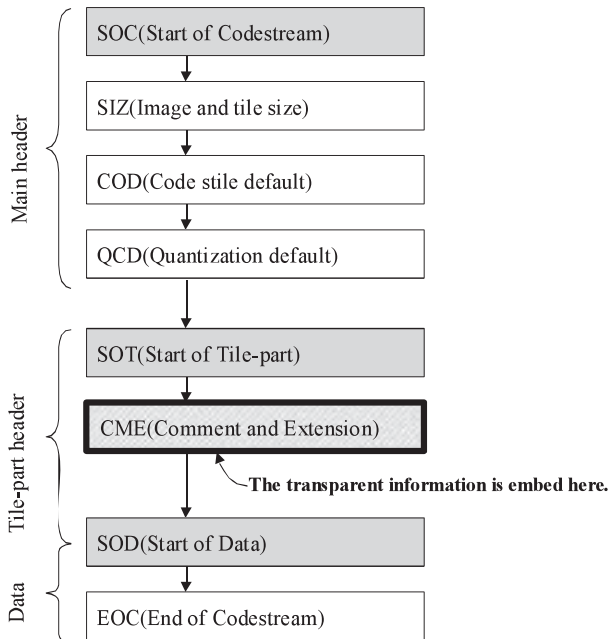 SOC(Start of Codestream)
SIZ(Image and tile size)
COD(Code stile default)
QCD(Quantization default)
Main header
SOT(Start of Tile-part)
CME(Comment and Extension)
The transparent information is embed here.
SOD(Start of Data)
Tile-part header
EOC(End of Codestream)
Data